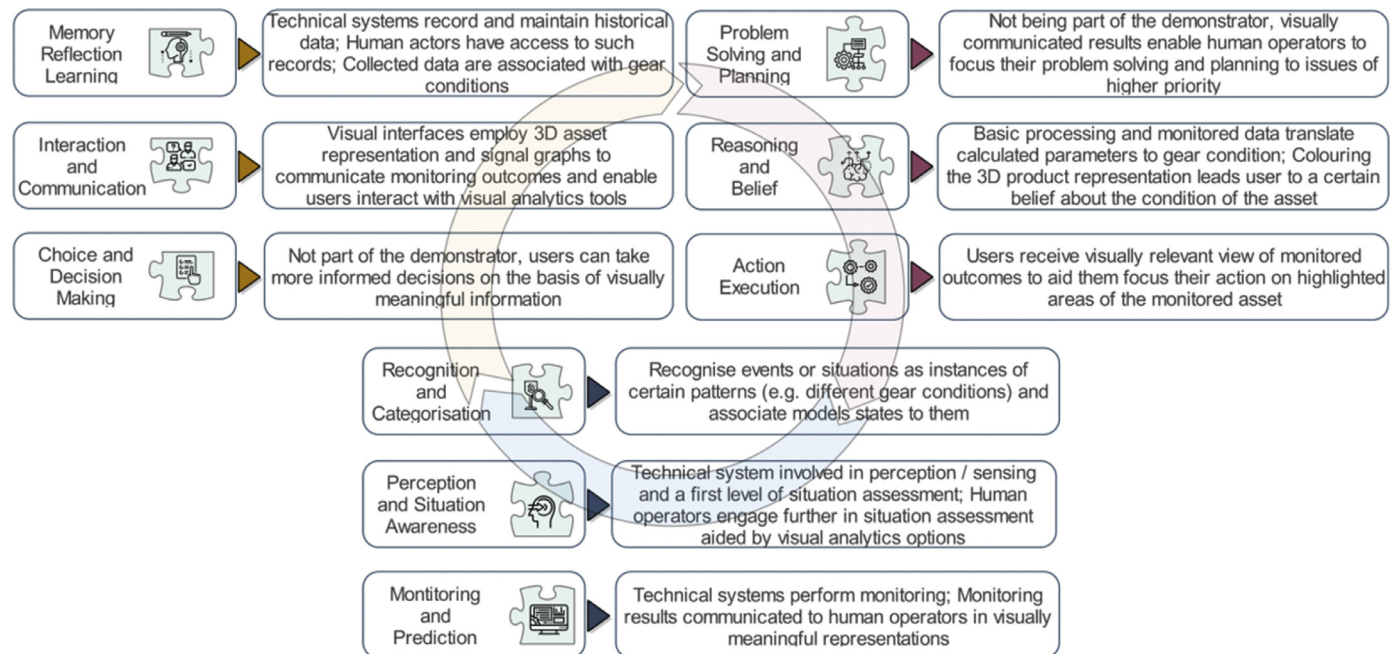 Memory
Reflection
Learning
Technical systems record and maintain historical
data; Human actors have access to such
records; Collected data are associated with gear
conditions
Problem
Solving and
Planning
Not being part of the demonstrator, visually
communicated results enable human operators to
focus their problem solving and planning to issues of
higher priority
Interaction
and
Communication
Visual interfaces employ 3D asset
representation and signal graphs to
communicate monitoring outcomes and enable
users interact with visual analytics tools
Reasoning
and
Belief
Basic processing and monitored data translate
calculated parameters to gear condition; Colouring
the 3D product representation leads user to a certain
belief about the condition of the asset
Choice and
Decision
Making
Not part of the demonstrator, users can take
more informed decisions on the basis of visually
meaningful information
Action
Execution
Users receive visually relevant view of monitored
outcomes to aid them focus their action on highlighted
areas of the monitored asset
Recognition
and
Categorisation
Recognise events or situations as instances of
certain patterns (e.g. different gear conditions) and
associate models states to them
Perception
and Situation
Awareness
Technical system involved in perception / sensing
and a first level of situation assessment; Human
operators engage further in situation assessment
aided by visual analytics options
Montitoring
and
Prediction
Technical systems perform monitoring; Monitoring
results communicated to human operators in visually
meaningful representations